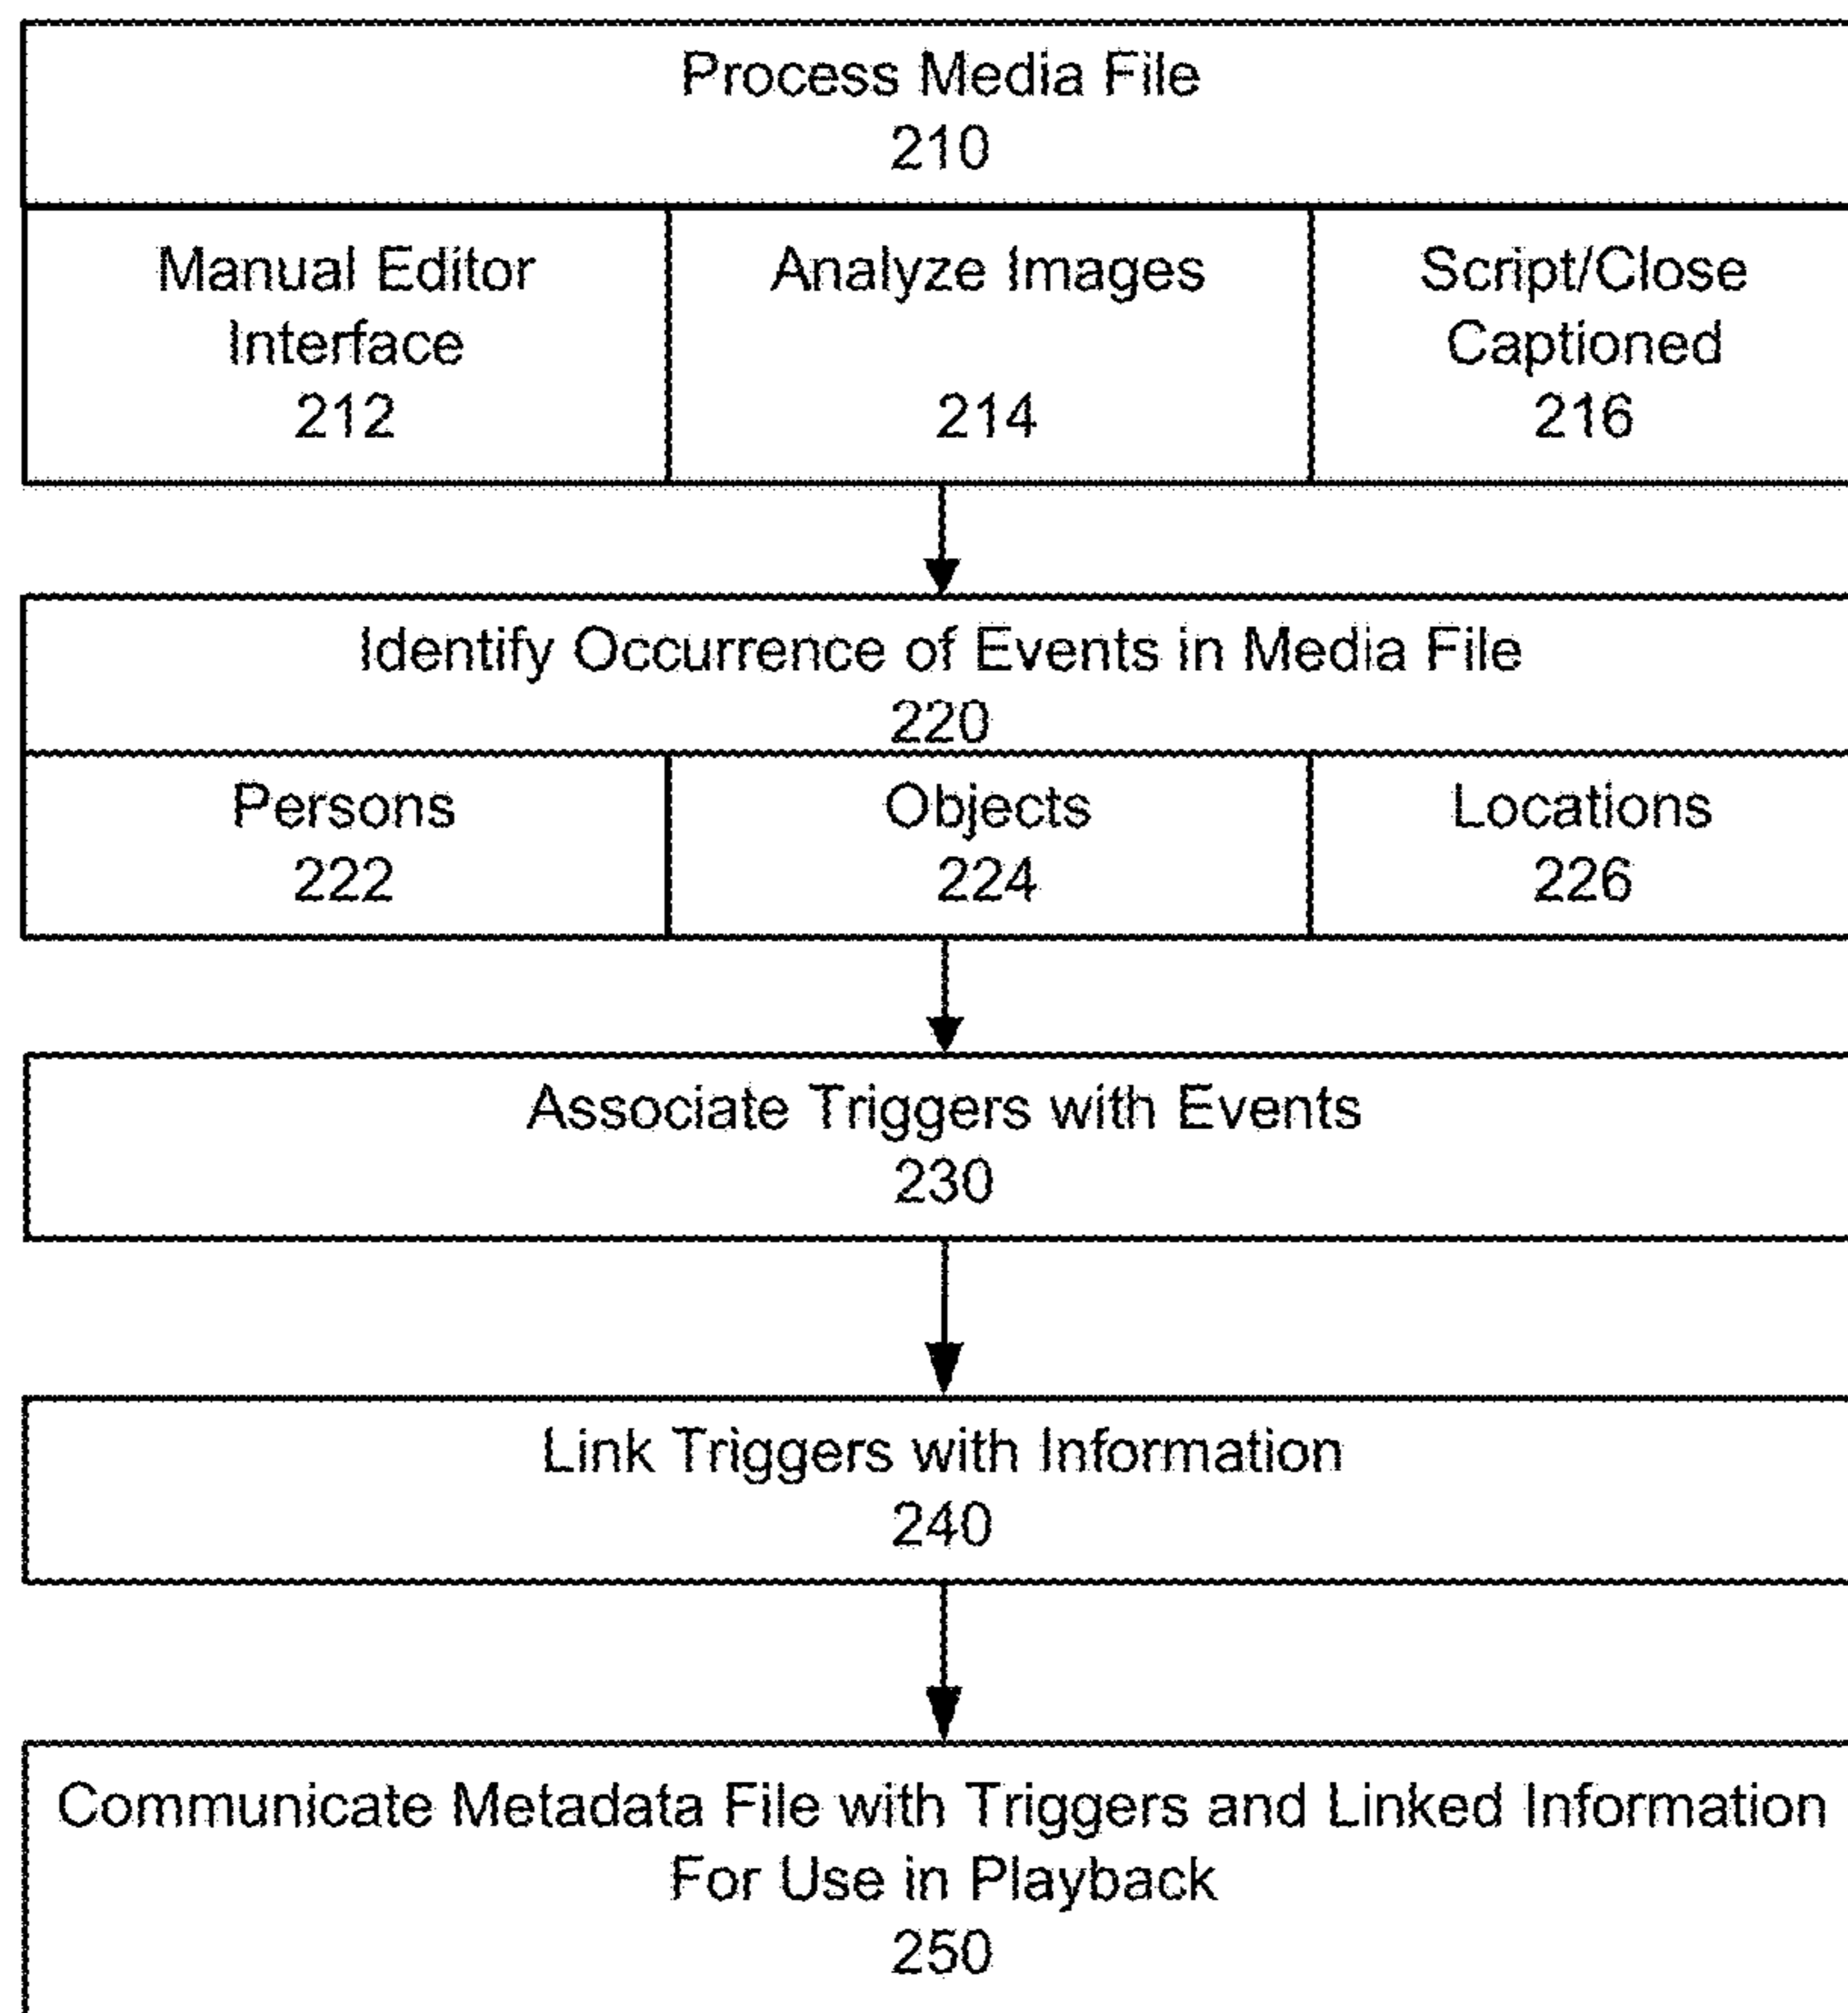 Process Media File
210
Manual Editor
Interface
212
Analyze Images
214
Script/Close
Captioned
216
Identify Occurrence of Events in Media File
220
Persons
222
Objects
224
Locations
226
Associate Triggers with Events
230
Link Triggers with Information
240
Communicate Metadata File with Triggers and Linked Information
For Use in Playback
250